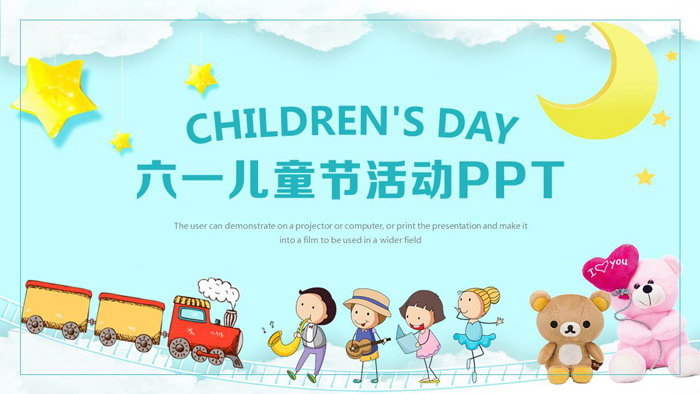 CHILDREN'S DAY
六一儿童节活动PPT
The user can demonstrate on a projector or computer, or print the presentation and make it
into a film to be used in a wider field
I ♥ you